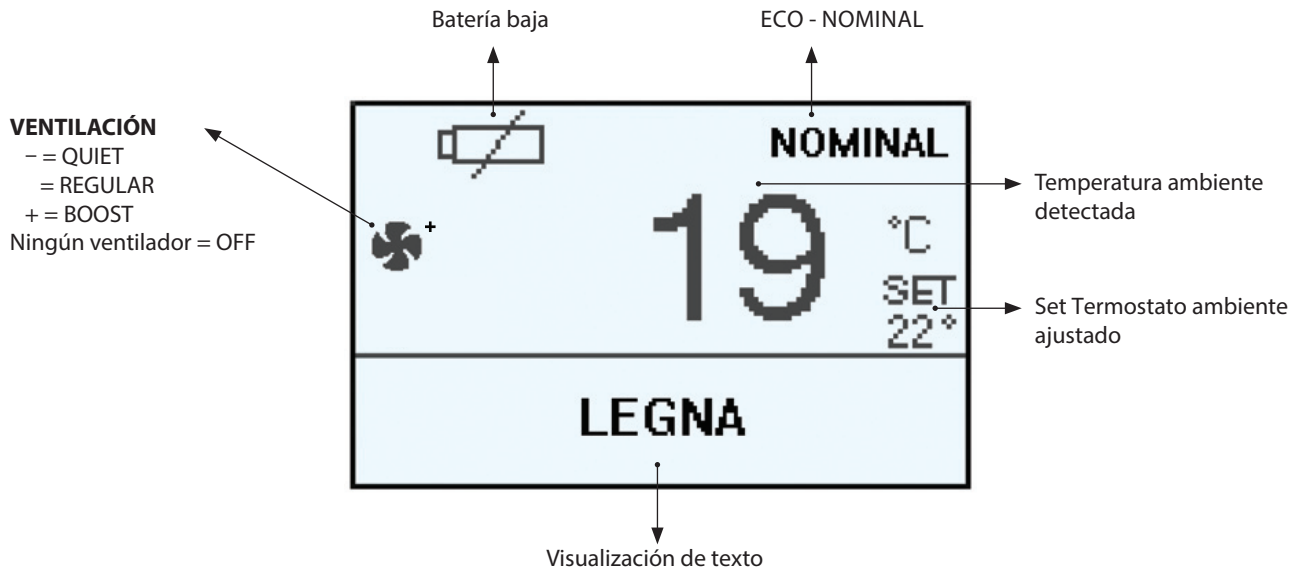 Batería baja
ECO - NOMINAL
VENTILACIÓN
– = QUIET
= REGULAR
+ = BOOST
Ningún ventilador = OFF
NOMINAL
+
19
°C
SET
22°
Temperatura ambiente
detectada
Set Termostato ambiente
ajustado
LEGNA
Visualización de texto